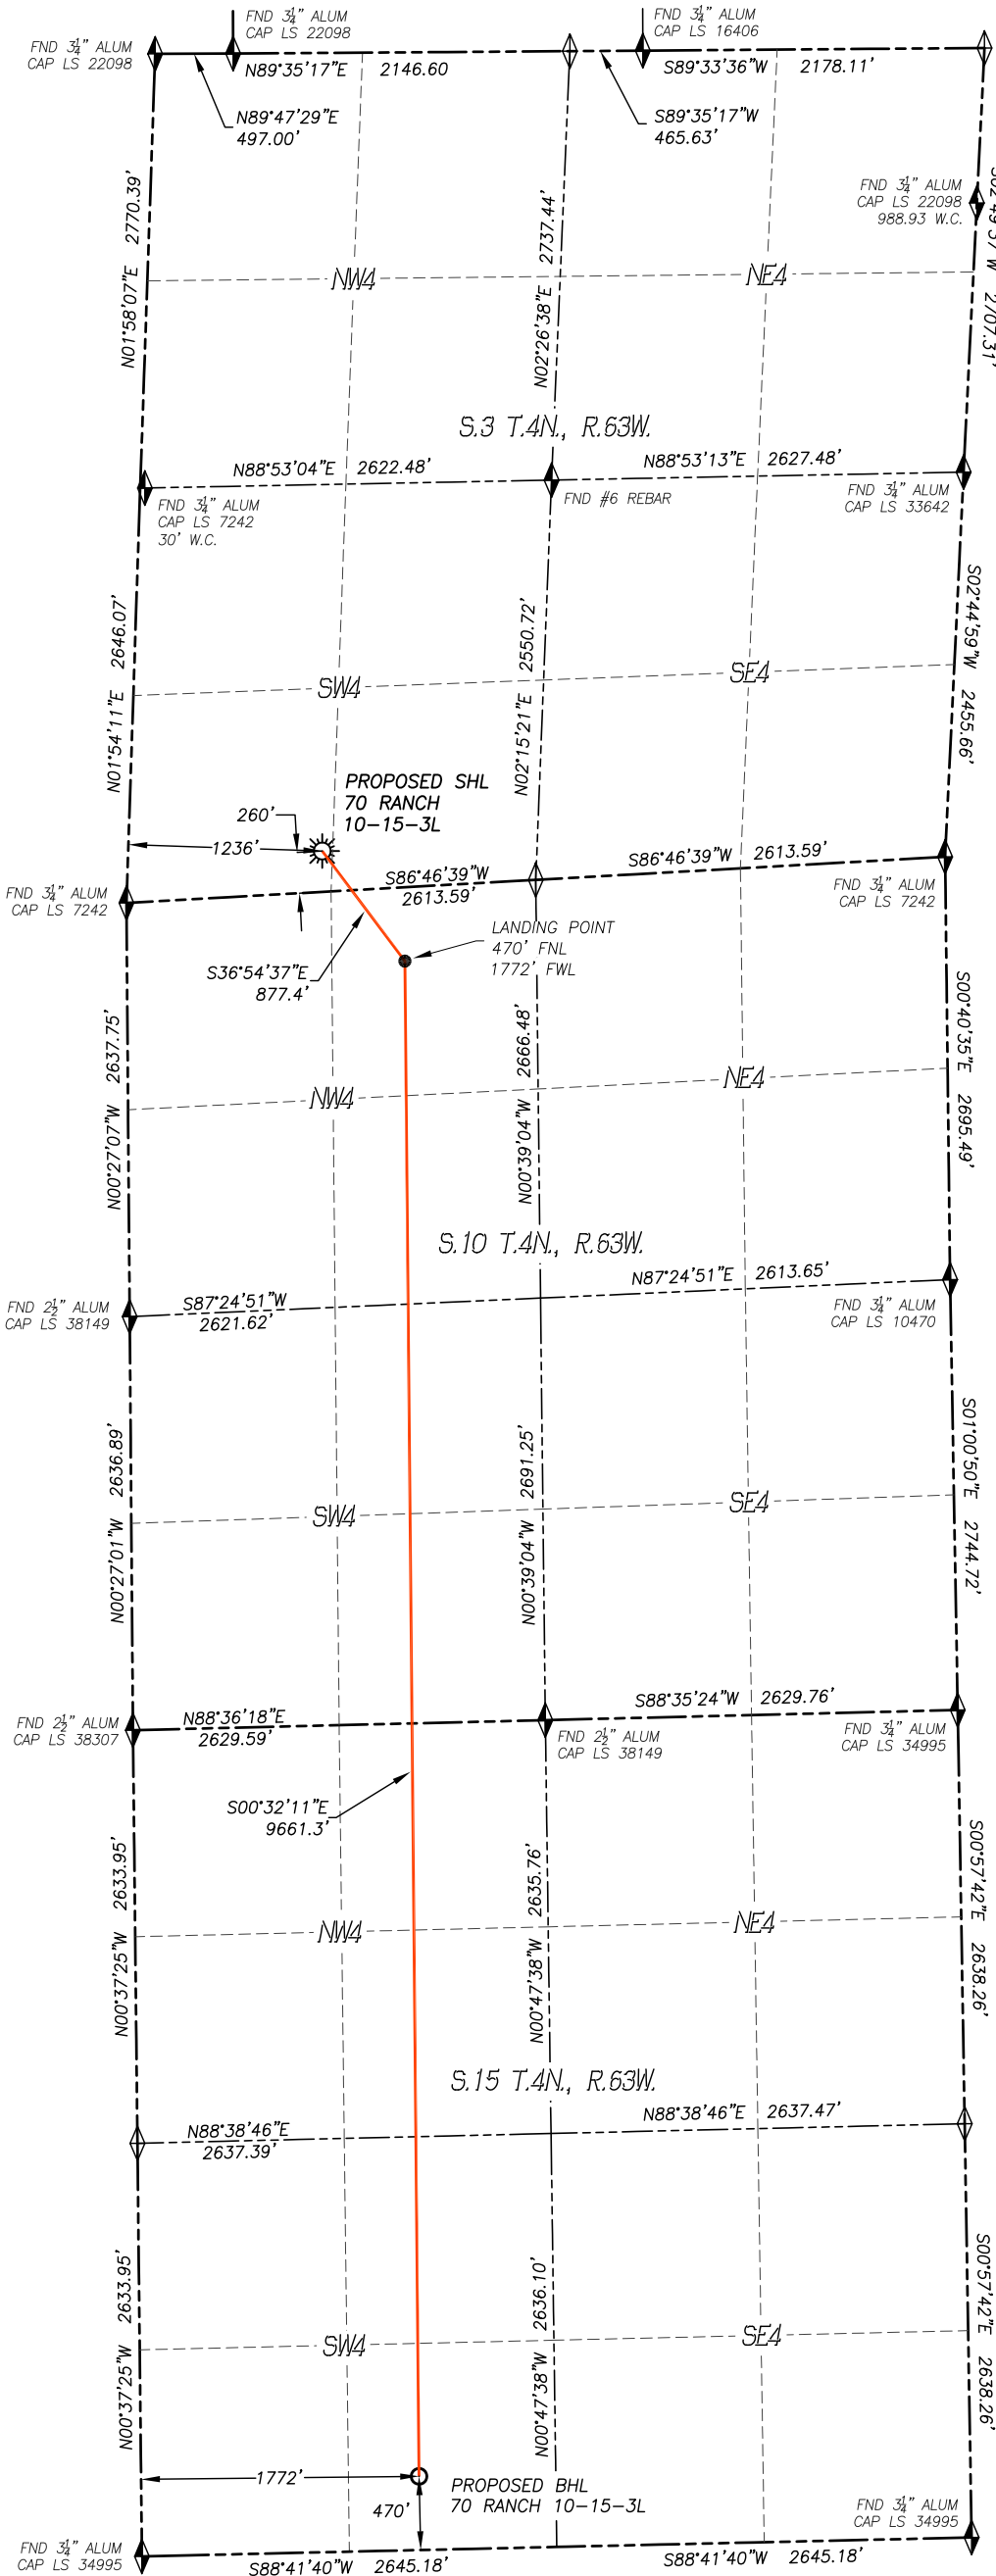 FND 3¼" ALUM
CAP LS 22098
FND 3¼" ALUM
CAP LS 22098
FND 3¼" ALUM
CAP LS 16406
N89°35'17"E 2146.60
S89°33'36"W 2178.11'
N89°47'29"E
497.00'
S89°35'17"W
465.63'
N01°58'07"E 2770.39'
N02°26'38"E 2737.44'
FND 3¼" ALUM
CAP LS 22098
988.93 W.C.
S02°49'37"W 2707.31'
NW4
NE4
S.3 T.4N., R.63W.
N88°53'04"E 2622.48'
N88°53'13"E 2627.48'
FND 3¼" ALUM
CAP LS 7242
30' W.C.
FND #6 REBAR
FND 3¼" ALUM
CAP LS 33642
N01°54'11"E 2646.07'
N02°15'21"E 2550.72'
S02°44'59"W 2455.66'
SW4
SE4
PROPOSED SHL
70 RANCH
10-15-3L
260'
1236'
S86°46'39"W
2613.59'
S86°46'39"W 2613.59'
FND 3¼" ALUM
CAP LS 7242
FND 3¼" ALUM
CAP LS 7242
LANDING POINT
470' FNL
1772' FWL
S36°54'37"E
877.4'
N00°27'07"W 2637.75'
N00°39'04"W 2666.48'
S00°40'35"E 2695.49'
NW4
NE4
S.10 T.4N., R.63W.
S87°24'51"W
2621.62'
N87°24'51"E 2613.65'
FND 2½" ALUM
CAP LS 38149
FND 3¼" ALUM
CAP LS 10470
N00°27'01"W 2636.89'
N00°39'04"W 2691.25'
S01°00'50"E 2744.72'
SW4
SE4
N88°36'18"E
2629.59'
S88°35'24"W 2629.76'
FND 2½" ALUM
CAP LS 38307
FND 2½" ALUM
CAP LS 38149
FND 3¼" ALUM
CAP LS 34995
S00°32'11"E
9661.3'
N00°37'25"W 2633.95'
N00°47'38"W 2635.76'
S00°57'42"E 2638.26'
NW4
NE4
S.15 T.4N., R.63W.
N88°38'46"E
2637.39'
N88°38'46"E 2637.47'
N00°37'25"W 2633.95'
N00°47'38"W 2636.10'
S00°57'42"E 2638.26'
SW4
SE4
1772'
470'
PROPOSED BHL
70 RANCH 10-15-3L
FND 3¼" ALUM
CAP LS 34995
FND 3¼" ALUM
CAP LS 34995
S88°41'40"W 2645.18'
S88°41'40"W 2645.18'